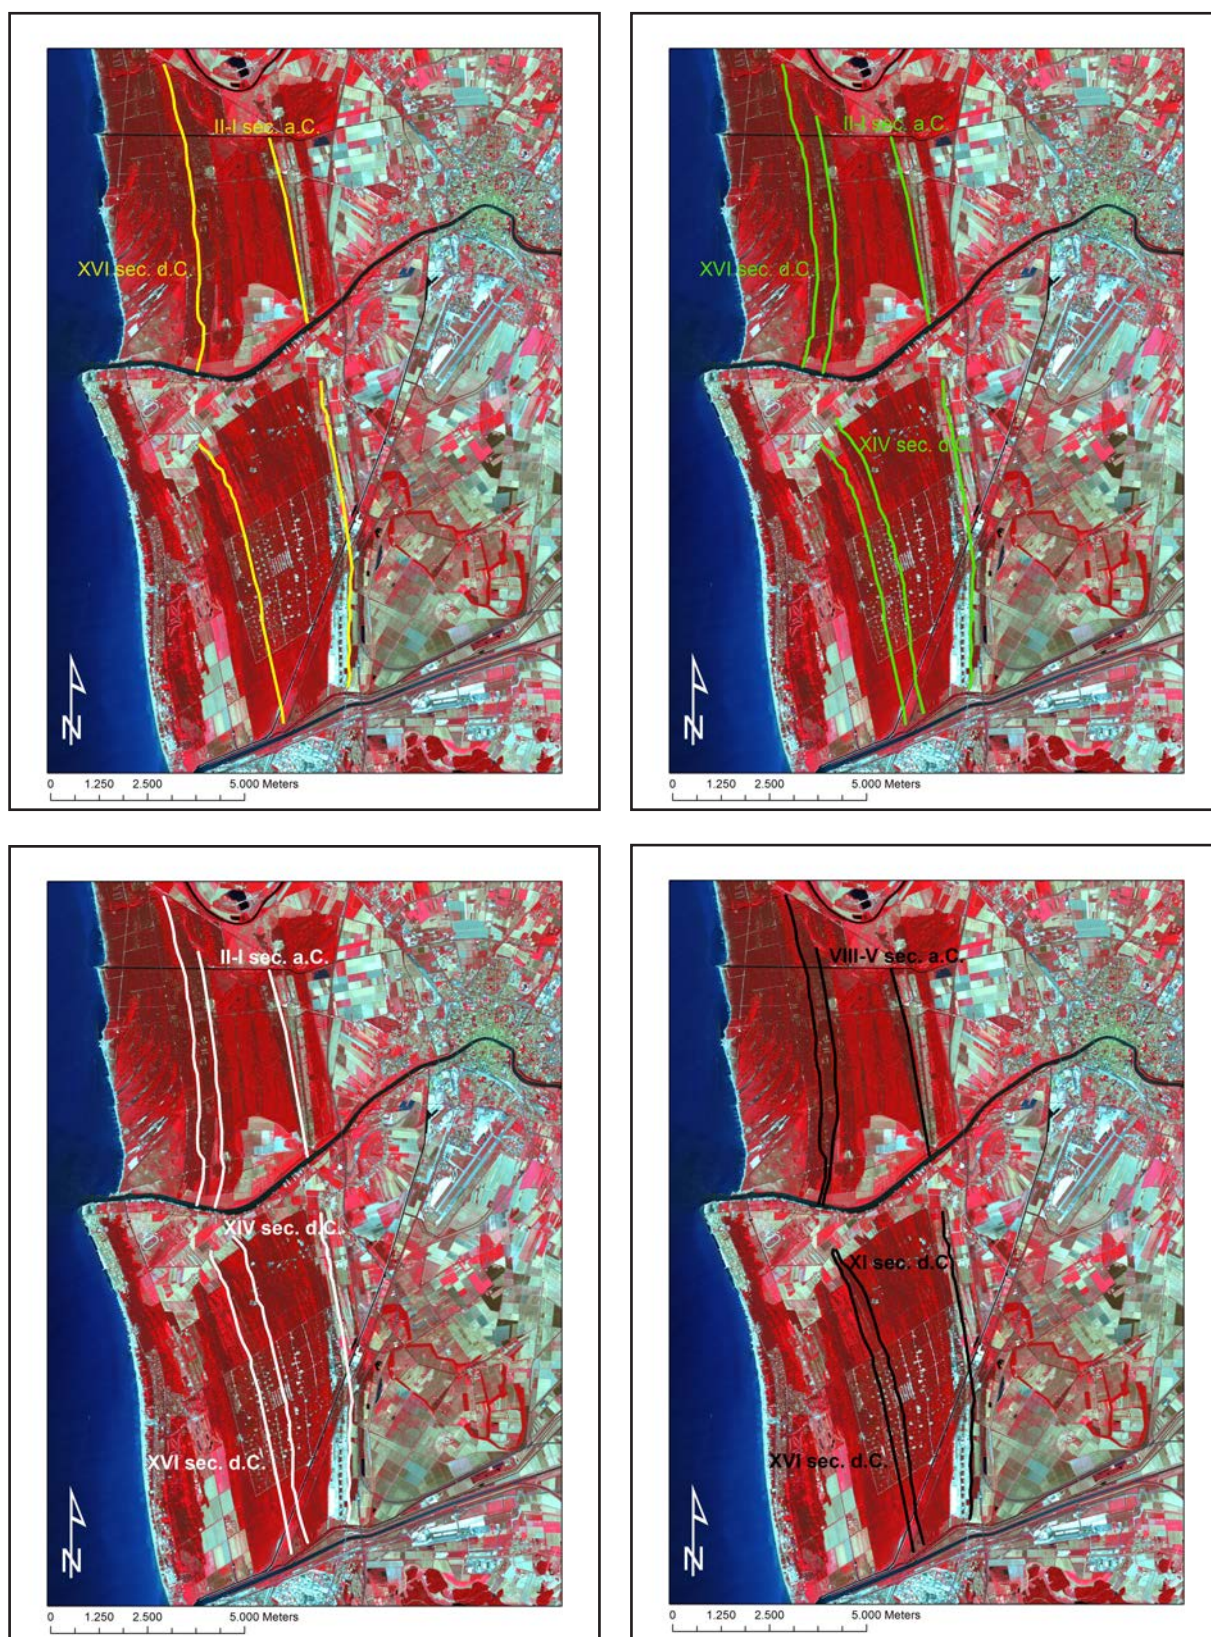 II-I sec. a.C.
XVI sec. d.C.
N
0 1.250 2.500 5.000 Meters
II-I sec. a.C.
XVI sec. d.C.
XIV sec. d.C.
N
0 1.250 2.500 5.000 Meters
II-I sec. a.C.
XIV sec. d.C.
XVI sec. d.C.
N
0 1.250 2.500 5.000 Meters
VIII-V sec. a.C.
XI sec. d.C.
XVI sec. d.C.
N
0 1.250 2.500 5.000 Meters